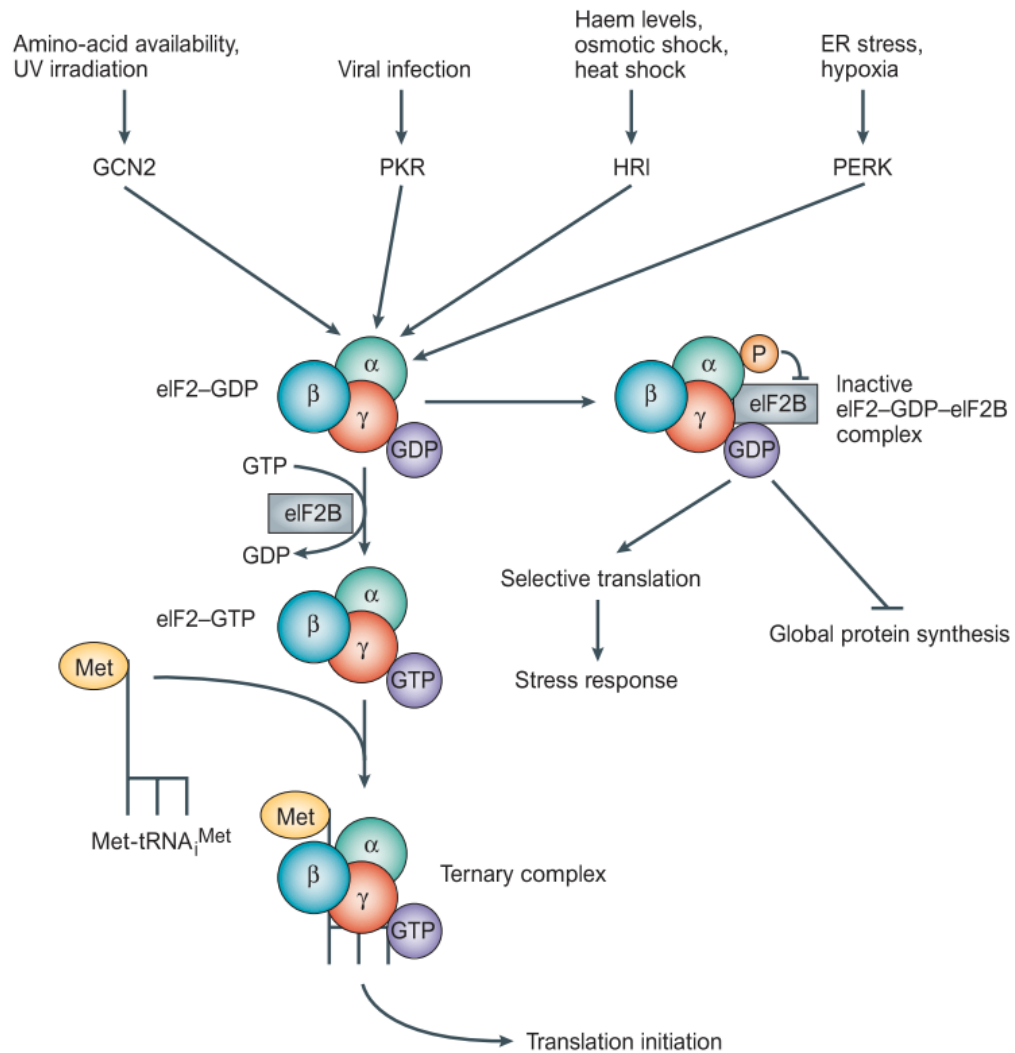 Amino-acid availability,
UV irradiation
Viral infection
Haem levels,
osmotic shock,
heat shock
ER stress,
hypoxia
GCN2
PKR
HRI
PERK
eIF2–GDP
α
β
γ
GDP
α
P
β
γ
eIF2B
GDP
Inactive
eIF2–GDP–eIF2B
complex
GTP
eIF2B
GDP
Selective translation
Stress response
Global protein synthesis
eIF2–GTP
α
β
γ
GTP
Met
Met-tRNAiMet
Met
α
β
γ
GTP
Ternary complex
Translation initiation